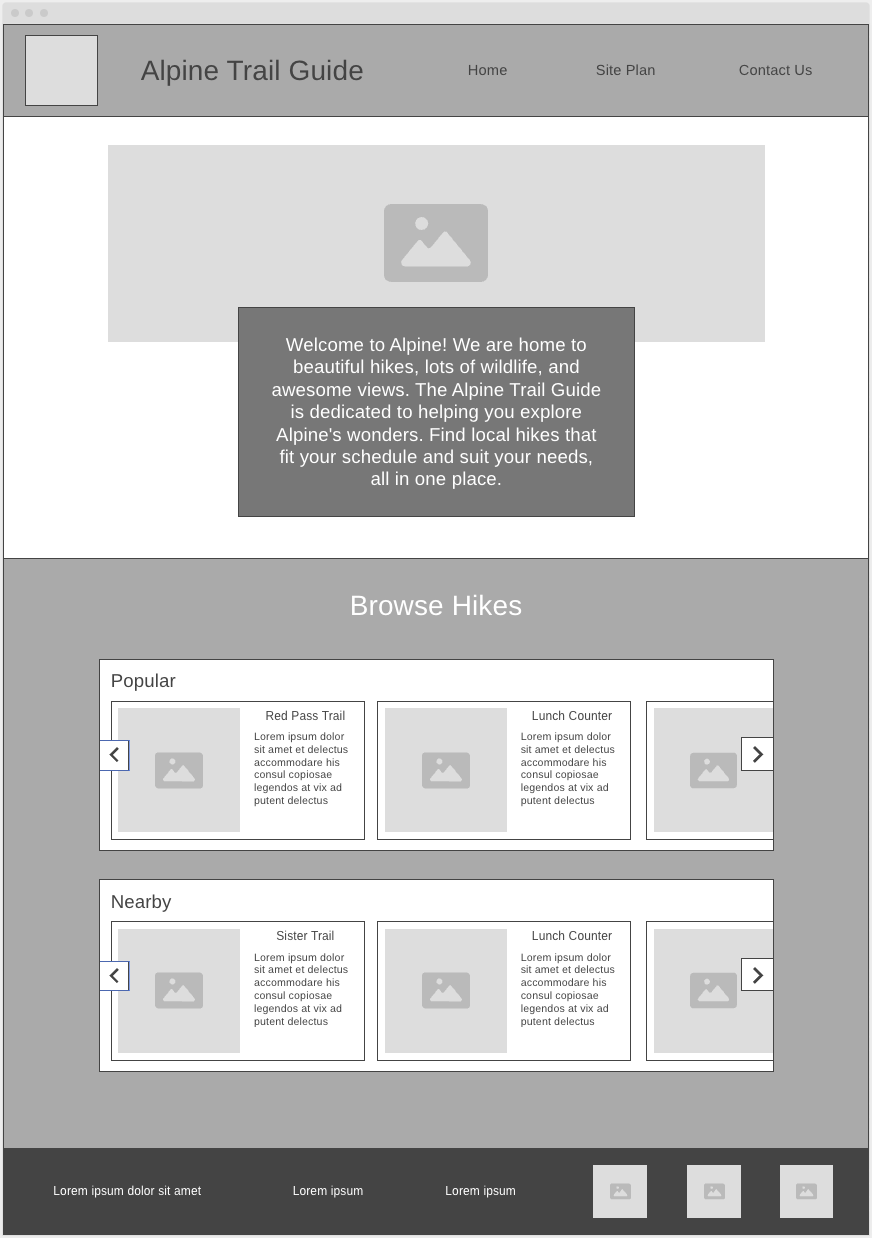 Alpine Trail Guide
Home
Site Plan
Contact Us
Welcome to Alpine! We are home to
beautiful hikes, lots of wildlife, and
awesome views. The Alpine Trail Guide
is dedicated to helping you explore
Alpine's wonders. Find local hikes that
fit your schedule and suit your needs,
all in one place.
Browse Hikes
Popular
Red Pass Trail
Lorem ipsum dolor
sit amet et delectus
accommodare his
consul copiosae
legendos at vix ad
putent delectus
Lunch Counter
Lorem ipsum dolor
sit amet et delectus
accommodare his
consul copiosae
legendos at vix ad
putent delectus
Nearby
Sister Trail
Lorem ipsum dolor
sit amet et delectus
accommodare his
consul copiosae
legendos at vix ad
putent delectus
Lunch Counter
Lorem ipsum dolor
sit amet et delectus
accommodare his
consul copiosae
legendos at vix ad
putent delectus
Lorem ipsum dolor sit amet
Lorem ipsum
Lorem ipsum